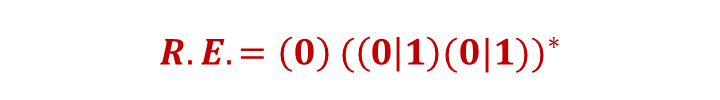 R. E. = (0) ((0|1)(0|1))*